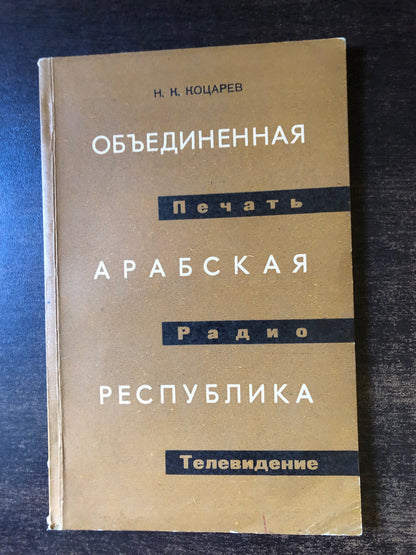 Н. К. КОЦАРЕВ
ОБЪЕДИНЕННАЯ
Печать
АРАБСКАЯ
Радио
РЕСПУБЛИКА
Телевидение